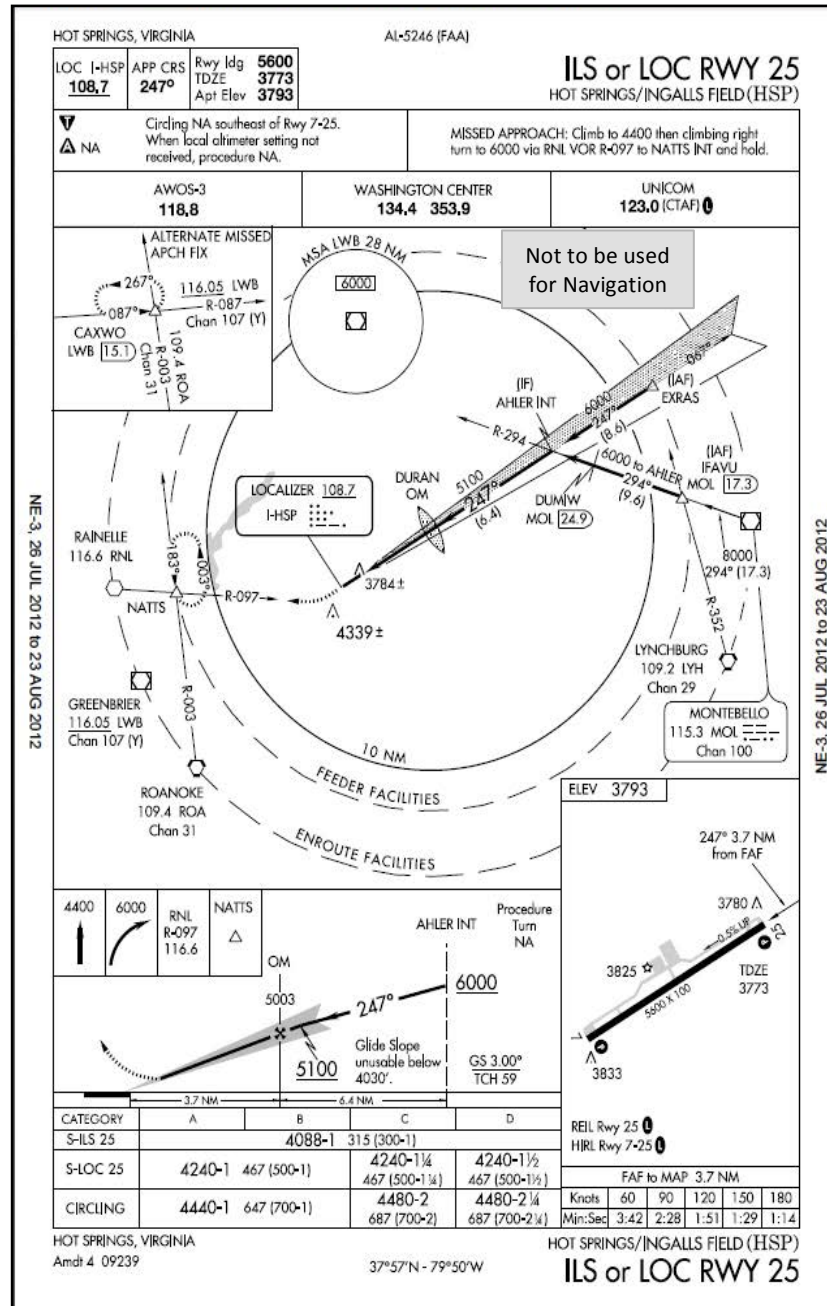 HOT SPRINGS, VIRGINIA
AL-5246 (FAA)
LOC I-HSP
108.7
APP CRS
247°
Rwy ldg 5600
TDZE 3773
Apt Elev 3793
ILS or LOC RWY 25
HOT SPRINGS/INGALLS FIELD (HSP)
T
A NA
Circling NA southeast of Rwy 7-25.
When local altimeter setting not
received, procedure NA.
MISSED APPROACH: Climb to 4400 then climbing right
turn to 6000 via RNL VOR R-097 to NATTS INT and hold.
AWOS-3
118.8
WASHINGTON CENTER
134.4 353.9
UNICOM
123.0 (CTAF) L
ALTERNATE MISSED
APCH FIX
267°
087°
116.05 LWB
R-087
Chan 107 (Y)
CAXWO
LWB 15.1
109.4 ROA
Chan 31
R-003
MSA LWB 28 NM
6000
Not to be used
for Navigation
067°
(IAF)
EXRAS
(IF)
AHLER INT
6000
247°
(8.6)
R-294
6000 to AHLER
294°
(9.6)
(IAF)
IFAVU
MOL 17.3
DUMIW
MOL 24.9
5100
247°
(6.4)
DURAN
OM
LOCALIZER 108.7
I-HSP
8000
294° (17.3)
R-352
RAINELLE
116.6 RNL
183°
003°
NATTS
R-097
3784±
4339±
LYNCHBURG
109.2 LYH
Chan 29
MONTEBELLO
115.3 MOL
Chan 100
GREENBRIER
116.05 LWB
Chan 107 (Y)
R-003
ROANOKE
109.4 ROA
Chan 31
10 NM
FEEDER FACILITIES
ENROUTE FACILITIES
NE-3, 26 JUL 2012 to 23 AUG 2012
NE-3, 26 JUL 2012 to 23 AUG 2012
ELEV 3793
247° 3.7 NM
from FAF
3780
0.5% UP
25
3825
TDZE
3773
5600 X 100
7
3833
REIL Rwy 25 L
HIRL Rwy 7-25 L
4400
6000
RNL
R-097
116.6
NATTS
AHLER INT
Procedure
Turn
NA
OM
5003
247°
6000
5100
Glide Slope
unusable below
4030'.
GS 3.00°
TCH 59
3.7 NM
6.4 NM
CATEGORY A B C D
S-ILS 25 4088-1 315 (300-1)
S-LOC 25 4240-1 467 (500-1) 4240-1¼ 467 (500-1¼) 4240-1½ 467 (500-1½)
CIRCLING 4440-1 647 (700-1) 4480-2 687 (700-2) 4480-2¼ 687 (700-2¼)
FAF to MAP 3.7 NM
Knots 60 90 120 150 180
Min:Sec 3:42 2:28 1:51 1:29 1:14
HOT SPRINGS, VIRGINIA
Amdt 4 09239
37°57'N - 79°50'W
HOT SPRINGS/INGALLS FIELD (HSP)
ILS or LOC RWY 25